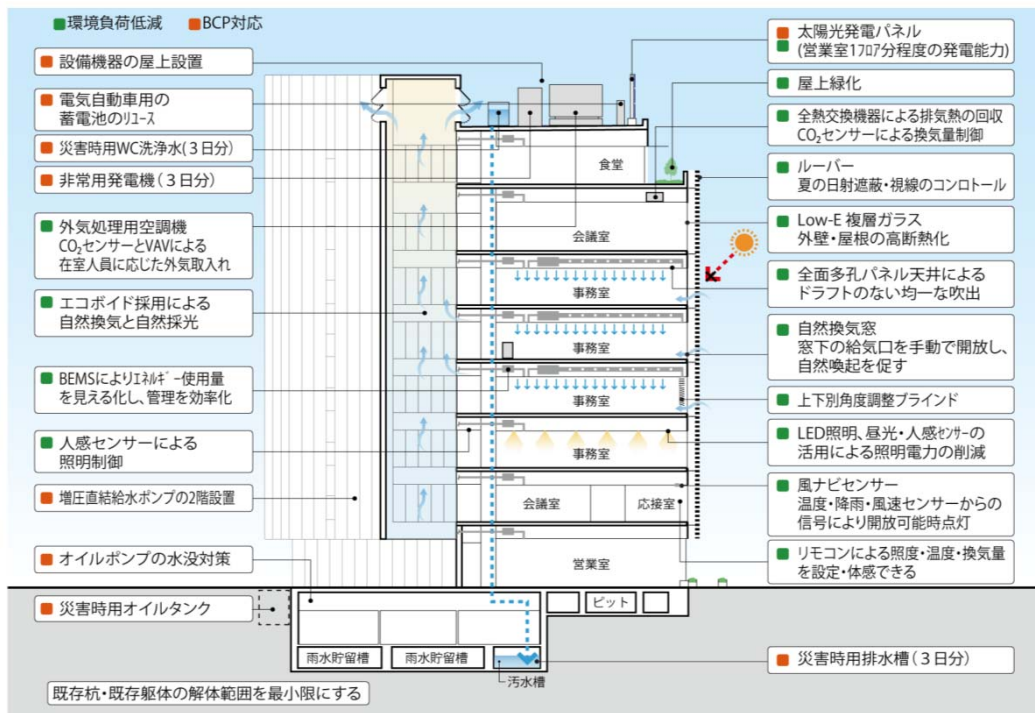 環境負荷低減
BCP対応
設備機器の屋上設置
電気自動車用の
蓄電池のリユース
災害時用WC洗浄水(3日分)
非常用発電機(3日分)
外気処理用空調機
CO₂センサーとVAVによる
在室人員に応じた外気取入れ
エコボイド採用による
自然換気と自然採光
BEMSによりエネルギー使用量
を見える化し、管理を効率化
人感センサーによる
照明制御
増圧直結給水ポンプの2階設置
オイルポンプの水没対策
災害時用オイルタンク
食堂
会議室
事務室
事務室
事務室
事務室
会議室
応接室
営業室
ピット
雨水貯留槽
雨水貯留槽
汚水槽
既存杭・既存躯体の解体範囲を最小限にする
太陽光発電パネル
(営業室1フロア分程度の発電能力)
屋上緑化
全熱交換機器による排気熱の回収
CO₂センサーによる換気量制御
ルーバー
夏の日射遮蔽・視線のコンロトール
Low-E 複層ガラス
外壁・屋根の高断熱化
全面多孔パネル天井による
ドラフトのない均一な吹出
自然換気窓
窓下の給気口を手動で開放し、
自然喚起を促す
上下別角度調整ブラインド
LED照明、昼光・人感センサーの
活用による照明電力の削減
風ナビセンサー
温度・降雨・風速センサーからの
信号により開放可能時点灯
リモコンによる照度・温度・換気量
を設定・体感できる
災害時用排水槽(3日分)